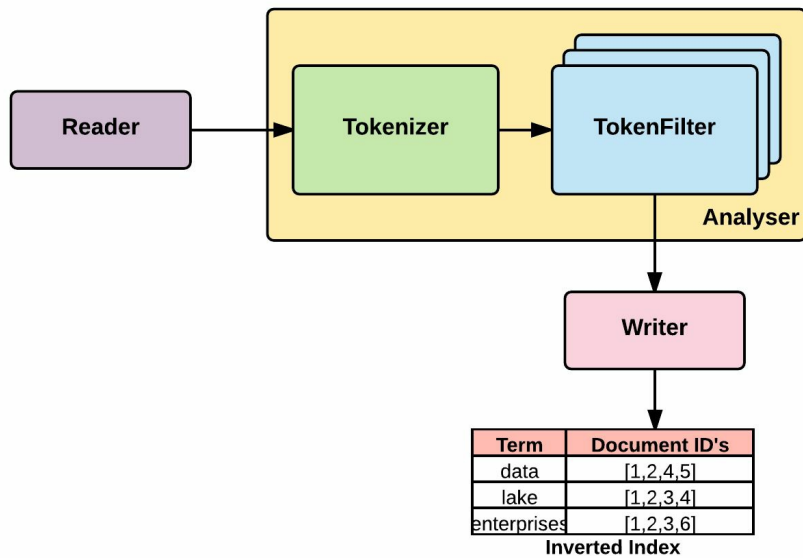 Reader
Tokenizer
TokenFilter
Analyser
Writer
Term Document ID's
data [1,2,4,5]
lake [1,2,3,4]
enterprises [1,2,3,6]
Inverted Index